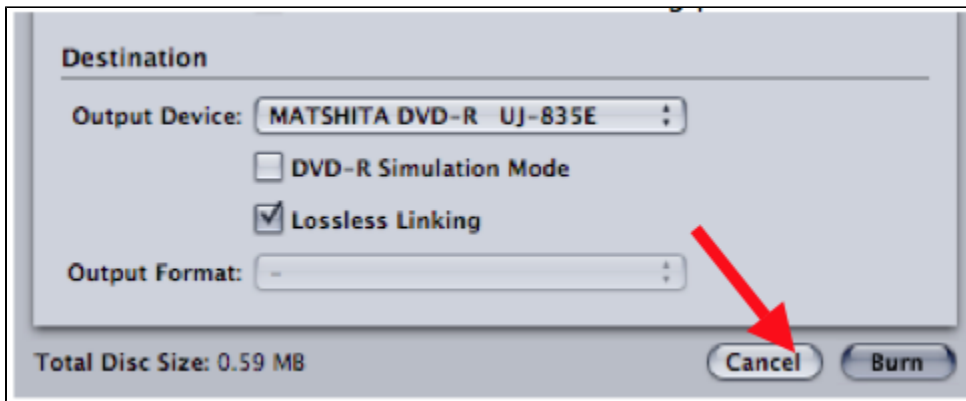 Destination
Output Device: MATSHITA DVD-R UJ-835E
DVD-R Simulation Mode
Lossless Linking
Output Format: -
Total Disc Size: 0.59 MB
Cancel Burn